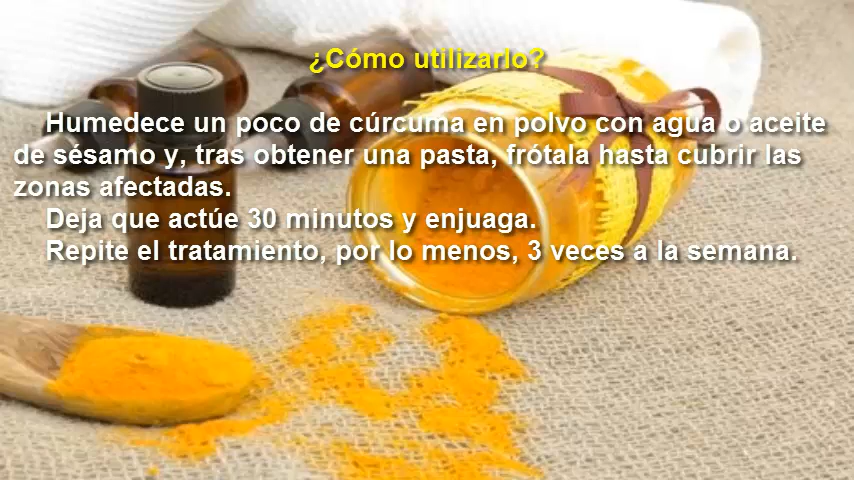 ¿Cómo utilizarlo?
Humedece un poco de cúrcuma en polvo con agua o aceite
de sésamo y, tras obtener una pasta, frótala hasta cubrir las
zonas afectadas.
Deja que actúe 30 minutos y enjuaga.
Repite el tratamiento, por lo menos, 3 veces a la semana.